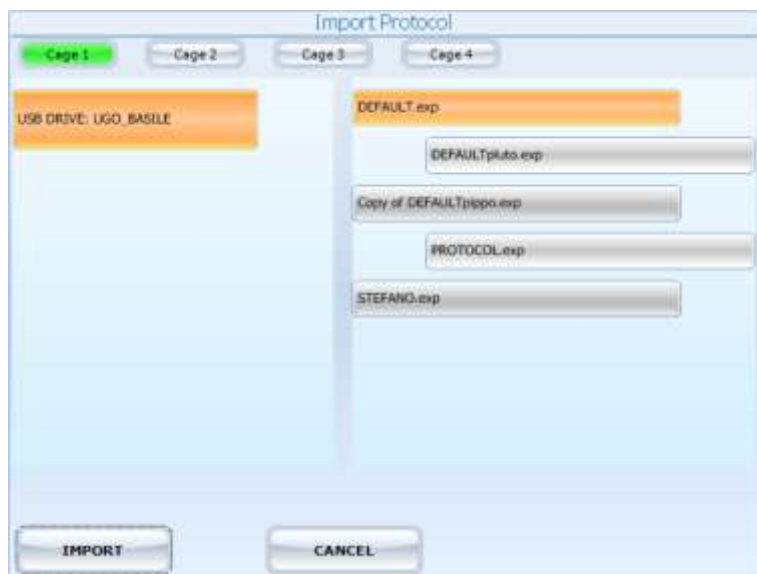 Import Protocol
Cage 1 Cage 2 Cage 3 Cage 4
USB DRIVE: UGO_BASILE
DEFAULT.exp
DEFAULTpluto.exp
Copy of DEFAULTpippo.exp
PROTOCOL.exp
STEFANO.exp
IMPORT CANCEL